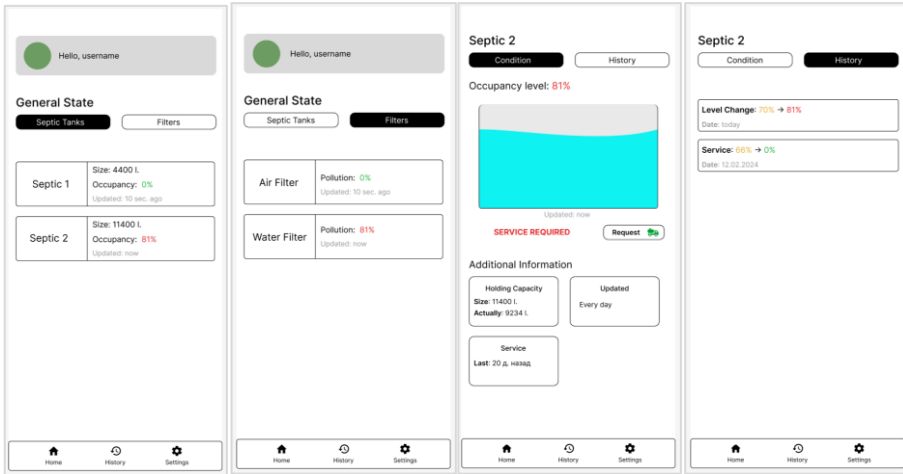 Hello, username
General State
Septic Tanks
Filters
Septic 1
Size: 4400 l.
Occupancy: 0%
Updated: 10 sec. ago
Septic 2
Size: 11400 l.
Occupancy: 81%
Updated: now
Home
History
Settings
Hello, username
General State
Septic Tanks
Filters
Air Filter
Pollution: 0%
Updated: 10 sec. ago
Water Filter
Pollution: 81%
Updated: now
Home
History
Settings
Septic 2
Condition
History
Occupancy level: 81%
Updated: now
SERVICE REQUIRED
Request
Additional Information
Holding Capacity
Size: 11400 l.
Actually: 9234 l.
Updated
Every day
Service
Last: 20 д. назад
Home
History
Settings
Septic 2
Condition
History
Level Change: 70% → 81%
Date: today
Service: 66% → 0%
Date: 12.02.2024
Home
History
Settings